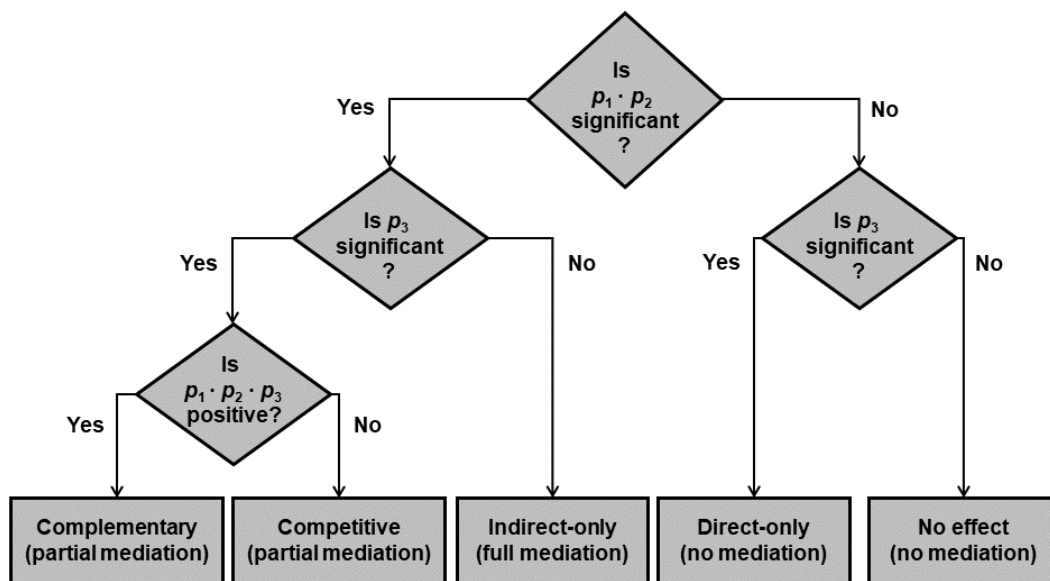 Is
p₁ · p₂
significant
?
Yes
No
Is p₃
significant
?
Yes
No
Is p₃
significant
?
Yes
No
Is
p₁ · p₂ · p₃
positive?
Yes
No
Complementary
(partial mediation)
Competitive
(partial mediation)
Indirect-only
(full mediation)
Direct-only
(no mediation)
No effect
(no mediation)